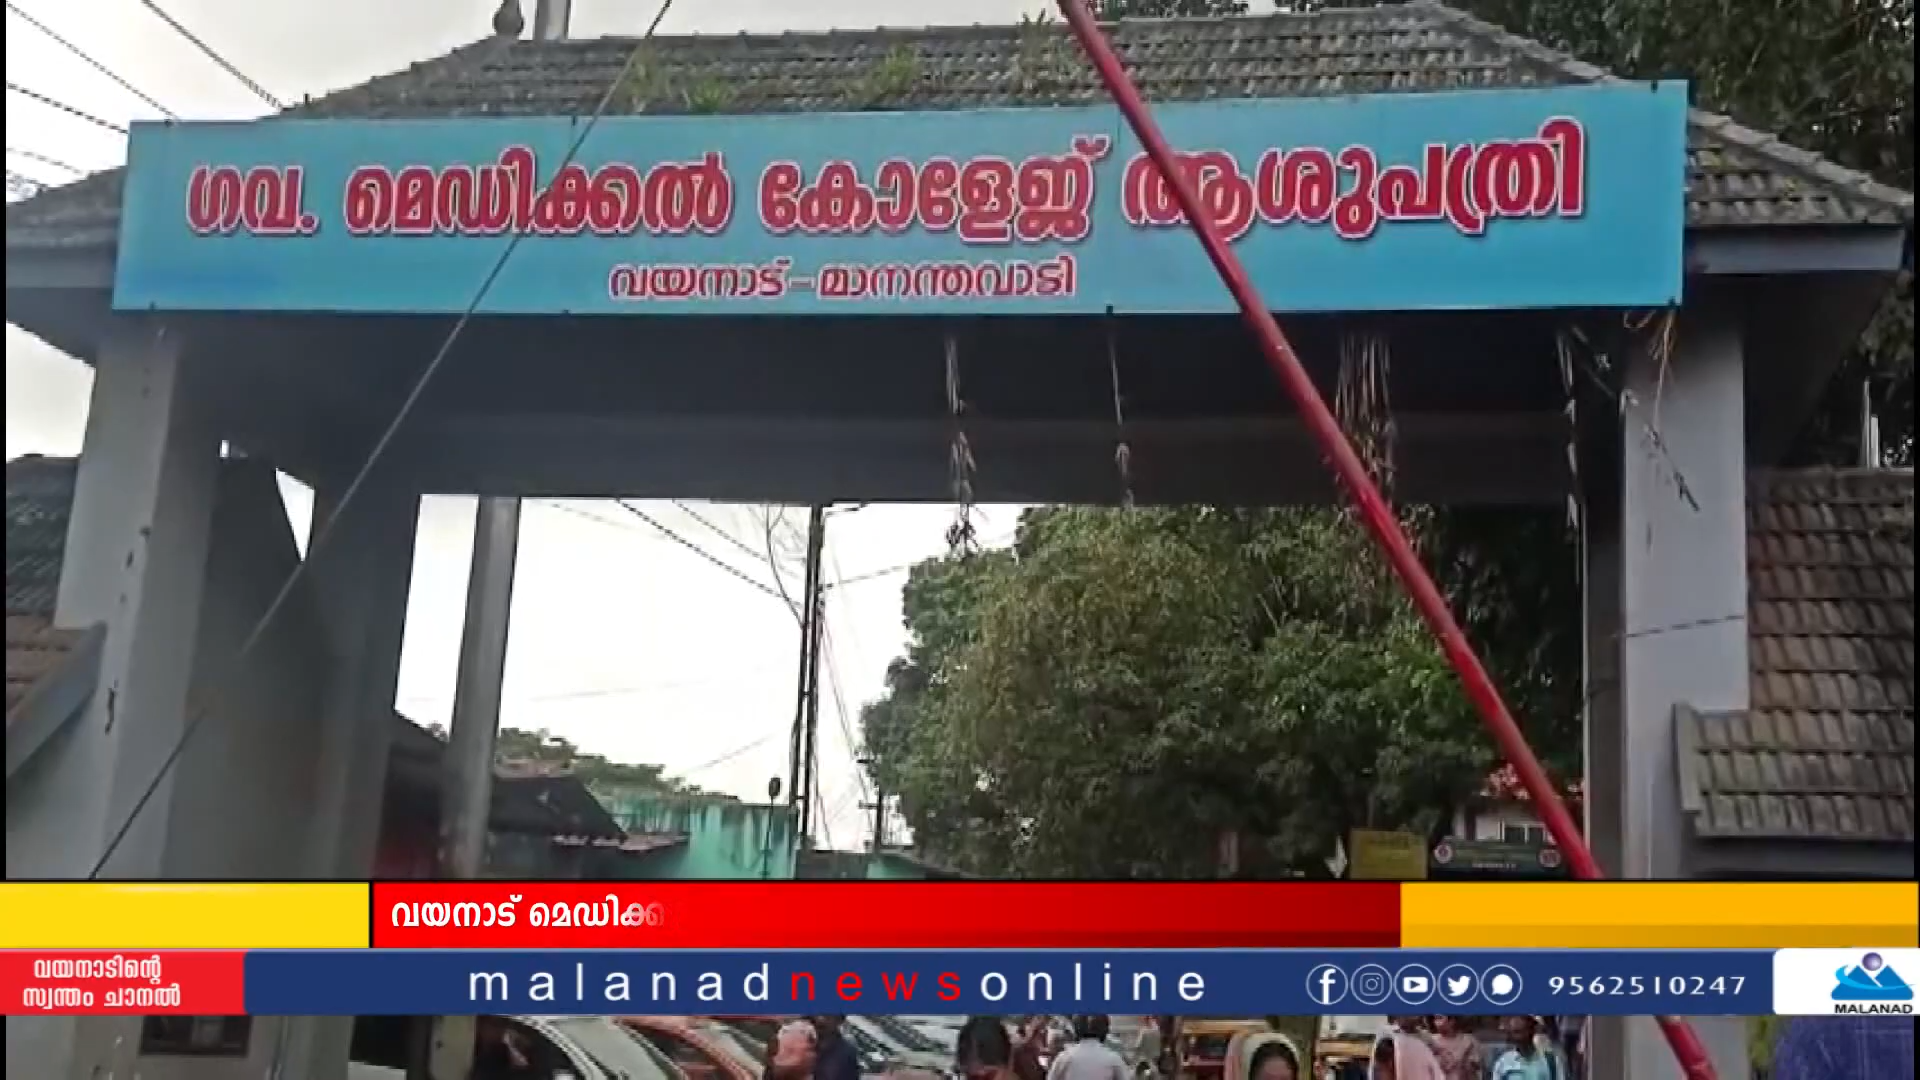 ഗവ. മെഡിക്കൽ കോളേജ് ആശുപത്രി
വയനാട്-മാനന്തവാടി
വയനാട് മെഡിക്ക
വയനാടിന്റെ
സ്വന്തം ചാനൽ
malanadnewsonline
9562510247
MALANAD